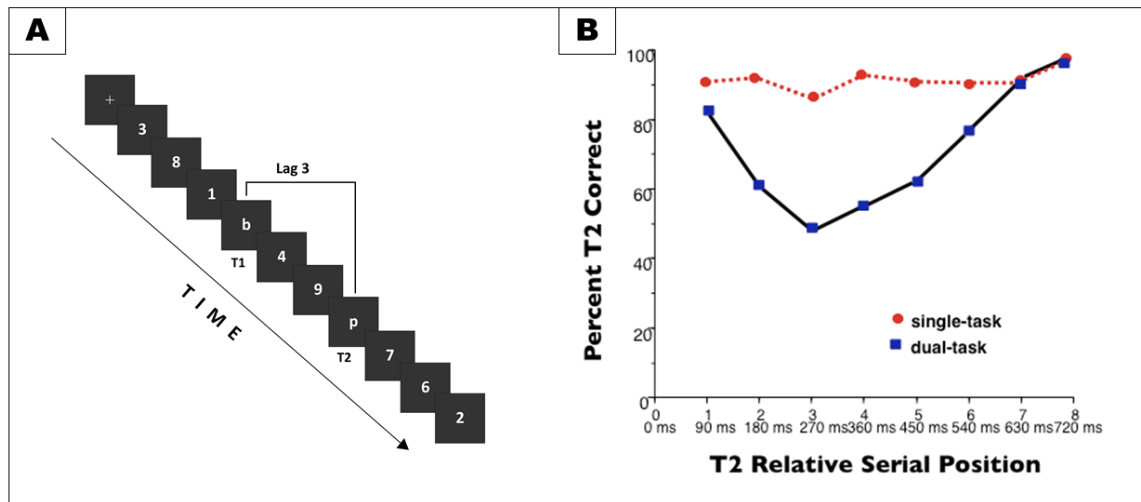 A
+
3
8
1
Lag 3
b
T1
4
9
p
T2
7
6
2
TIME
B
Percent T2 Correct
100
80
60
40
20
0
single-task
dual-task
0 1 2 3 4 5 6 7 8
0 ms 90 ms 180 ms 270 ms 360 ms 450 ms 540 ms 630 ms 720 ms
T2 Relative Serial Position